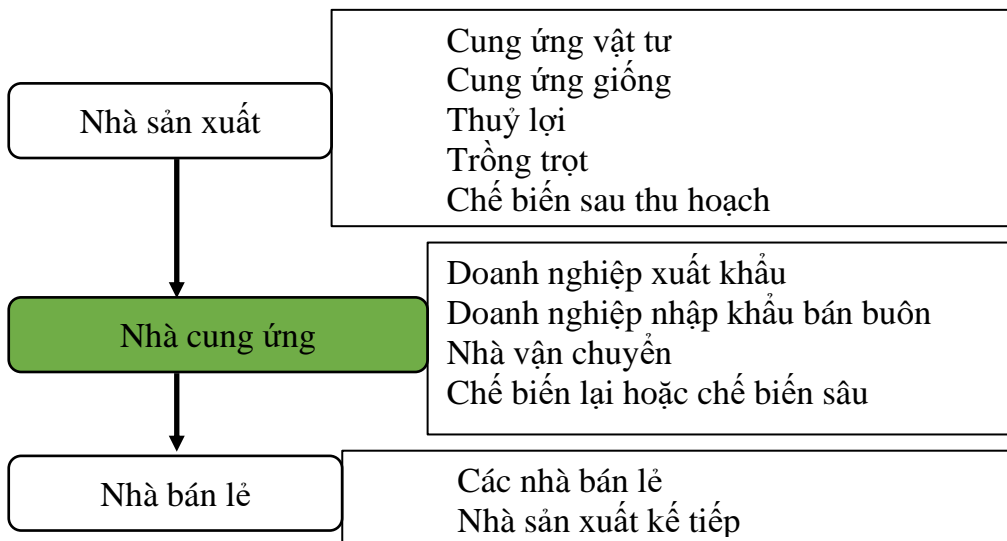 Nhà sản xuất
Cung ứng vật tư
Cung ứng giống
Thuỷ lợi
Trồng trọt
Chế biến sau thu hoạch
Nhà cung ứng
Doanh nghiệp xuất khẩu
Doanh nghiệp nhập khẩu bán buôn
Nhà vận chuyển
Chế biến lại hoặc chế biến sâu
Nhà bán lẻ
Các nhà bán lẻ
Nhà sản xuất kế tiếp